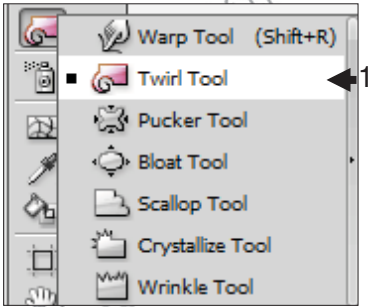 Warp Tool (Shift+R)
Twirl Tool 1
Pucker Tool
Bloat Tool
Scallop Tool
Crystallize Tool
Wrinkle Tool